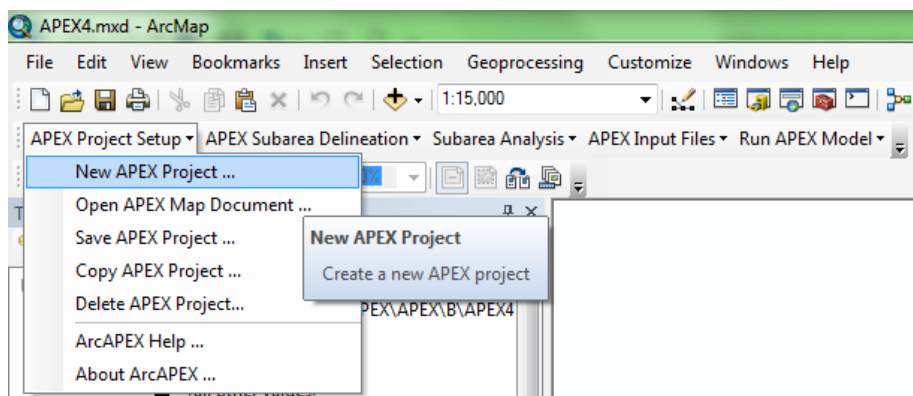 APEX4.mxd - ArcMap
File Edit View Bookmarks Insert Selection Geoprocessing Customize Windows Help
1:15,000
APEX Project Setup APEX Subarea Delineation Subarea Analysis APEX Input Files Run APEX Model
New APEX Project ...
Open APEX Map Document ...
Save APEX Project ...
New APEX Project
Copy APEX Project ...
Create a new APEX project
Delete APEX Project...
PEX\APEX\B\APEX4
ArcAPEX Help ...
About ArcAPEX ...